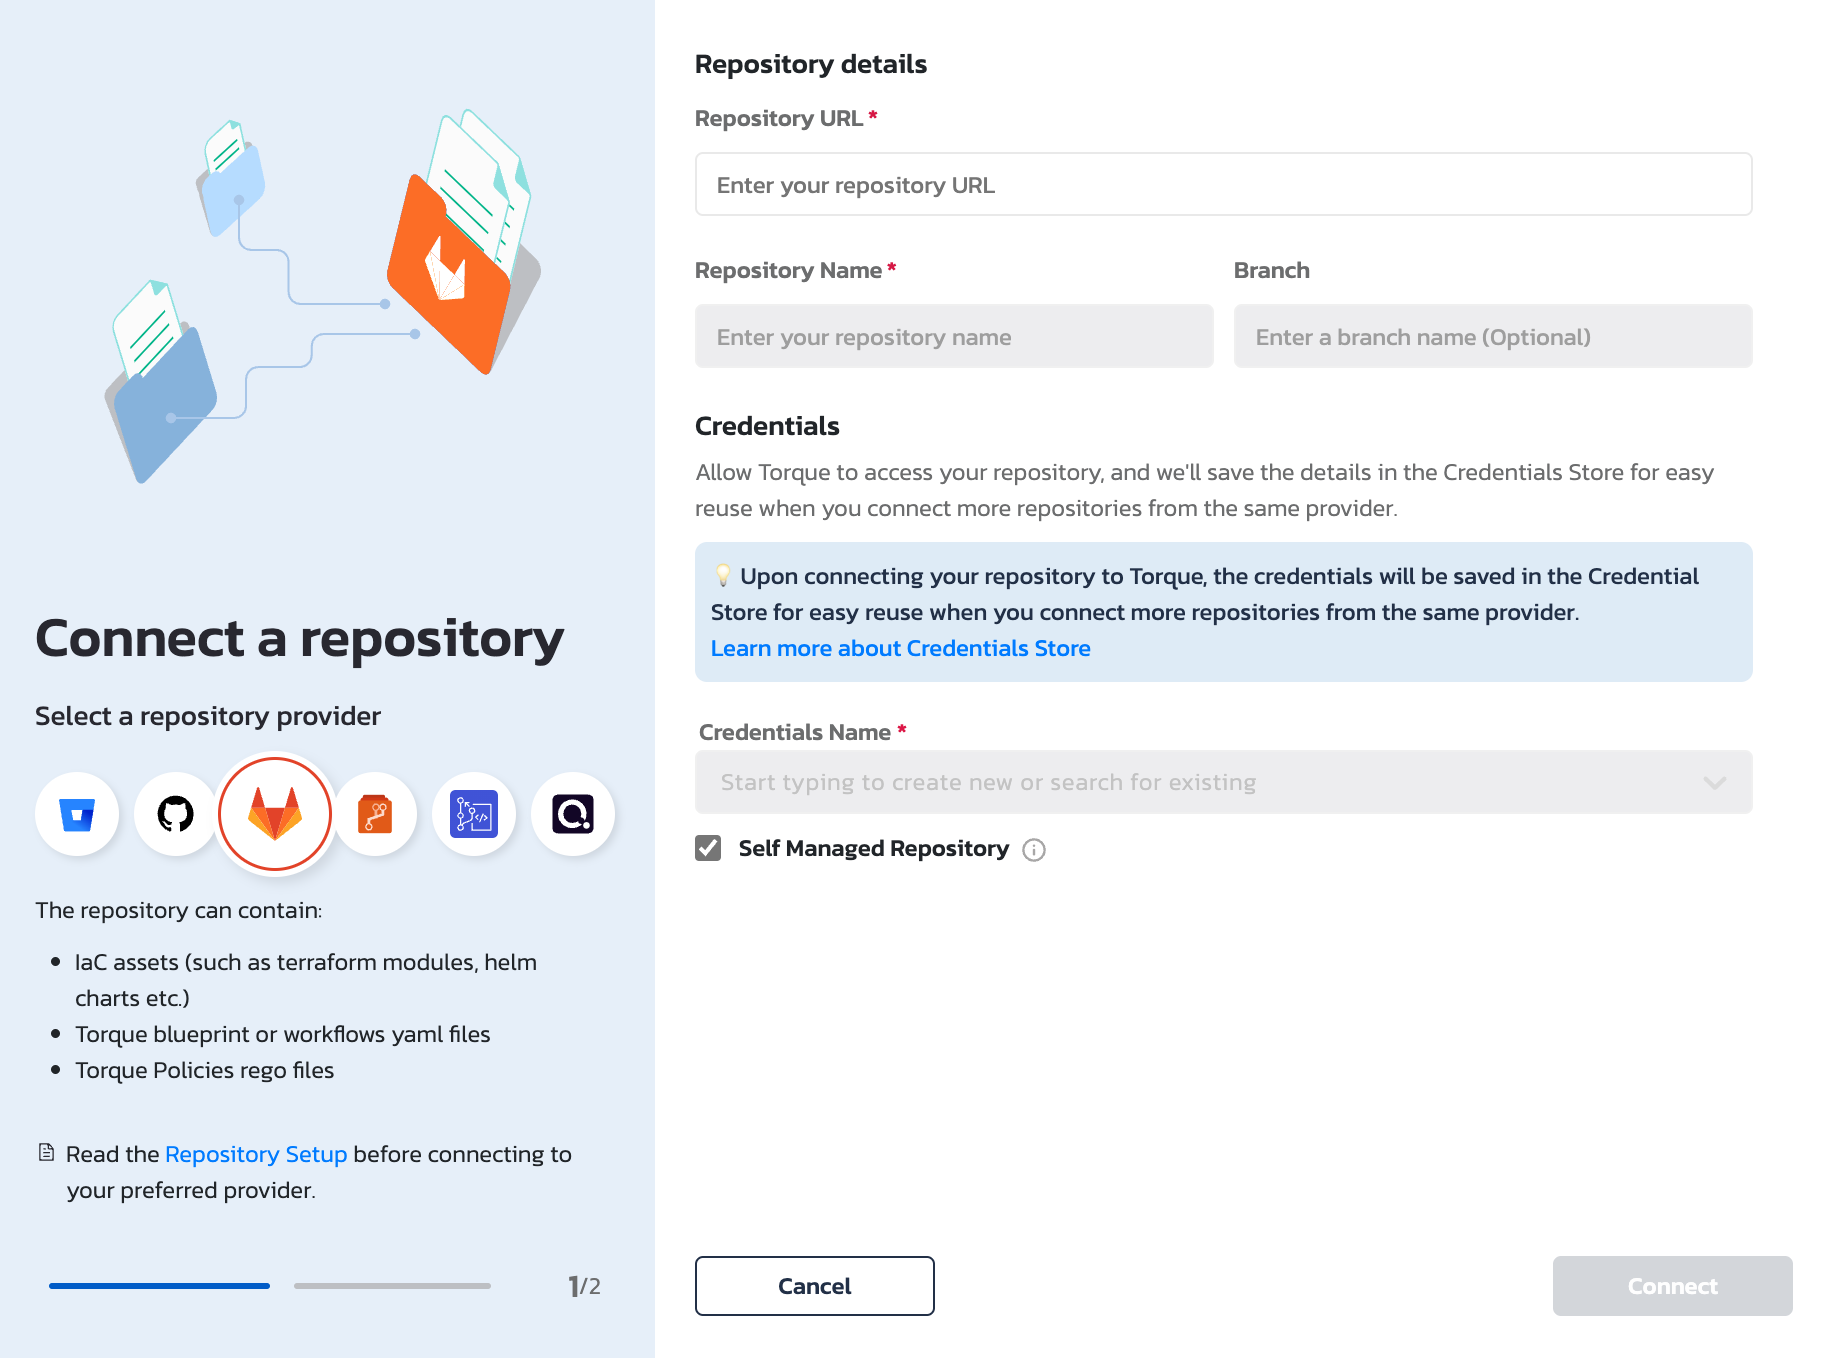 Connect a repository
Select a repository provider
The repository can contain:
IaC assets (such as terraform modules, helm
charts etc.)
Torque blueprint or workflows yaml files
Torque Policies rego files
Read the Repository Setup before connecting to
your preferred provider.
1/2
Repository details
Repository URL *
Enter your repository URL
Repository Name *
Branch
Enter your repository name
Enter a branch name (Optional)
Credentials
Allow Torque to access your repository, and we'll save the details in the Credentials Store for easy
reuse when you connect more repositories from the same provider.
💡 Upon connecting your repository to Torque, the credentials will be saved in the Credential
Store for easy reuse when you connect more repositories from the same provider.
Learn more about Credentials Store
Credentials Name *
Start typing to create new or search for existing
Self Managed Repository
Cancel
Connect